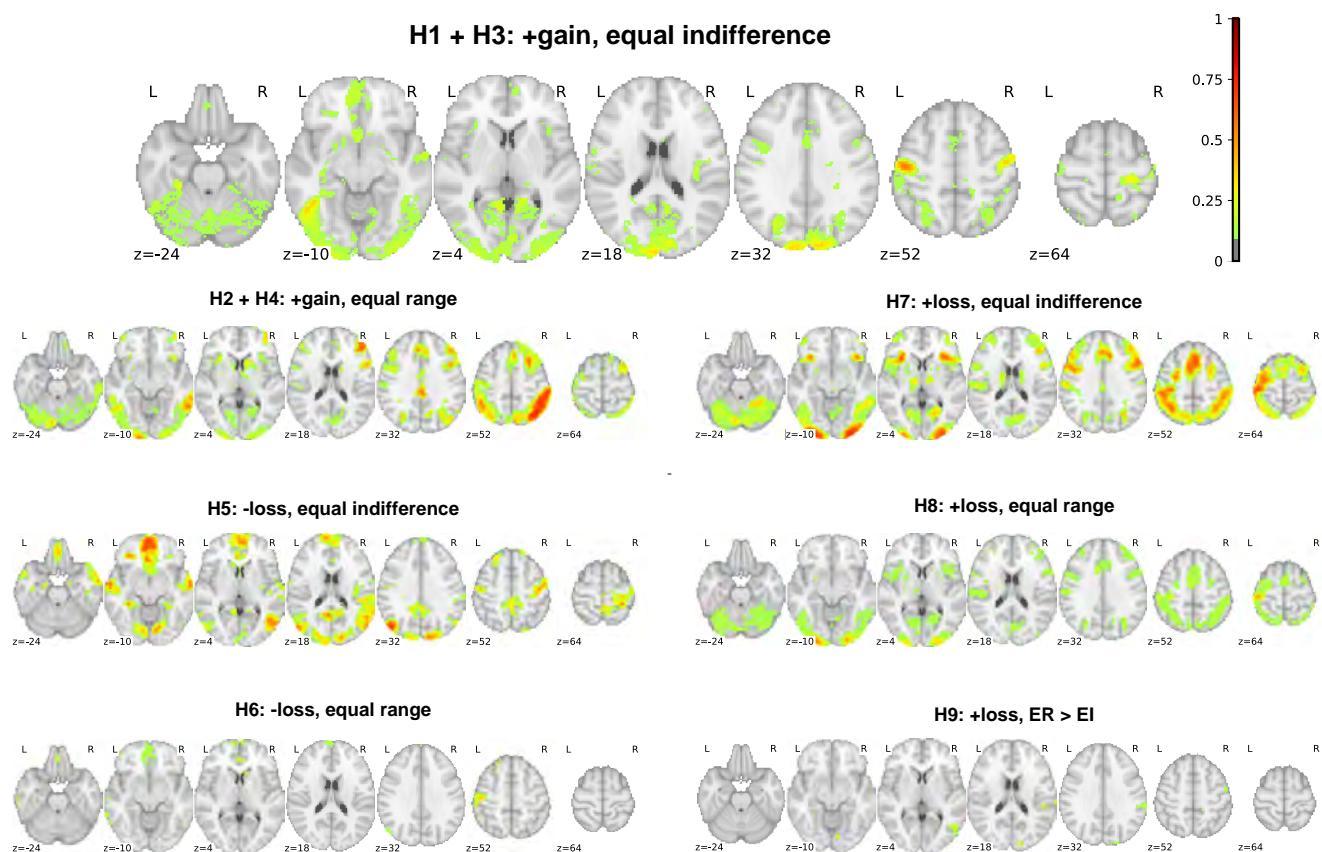 H1 + H3: +gain, equal indifference
L R L R L R L R L R L R L R
z=-24 z=-10 z=4 z=18 z=32 z=52 z=64
1
0.75
0.5
0.25
0
H2 + H4: +gain, equal range
L R L R L R L R L R L R L R
z=-24 z=-10 z=4 z=18 z=32 z=52 z=64
H7: +loss, equal indifference
L R L R L R L R L R L R L R
z=-24 z=-10 z=4 z=18 z=32 z=52 z=64
-
H5: -loss, equal indifference
L R L R L R L R L R L R L R
z=-24 z=-10 z=4 z=18 z=32 z=52 z=64
H8: +loss, equal range
L R L R L R L R L R L R L R
z=-24 z=-10 z=4 z=18 z=32 z=52 z=64
H6: -loss, equal range
L R L R L R L R L R L R L R
z=-24 z=-10 z=4 z=18 z=32 z=52 z=64
H9: +loss, ER > EI
L R L R L R L R L R L R L R
z=-24 z=-10 z=4 z=18 z=32 z=52 z=64